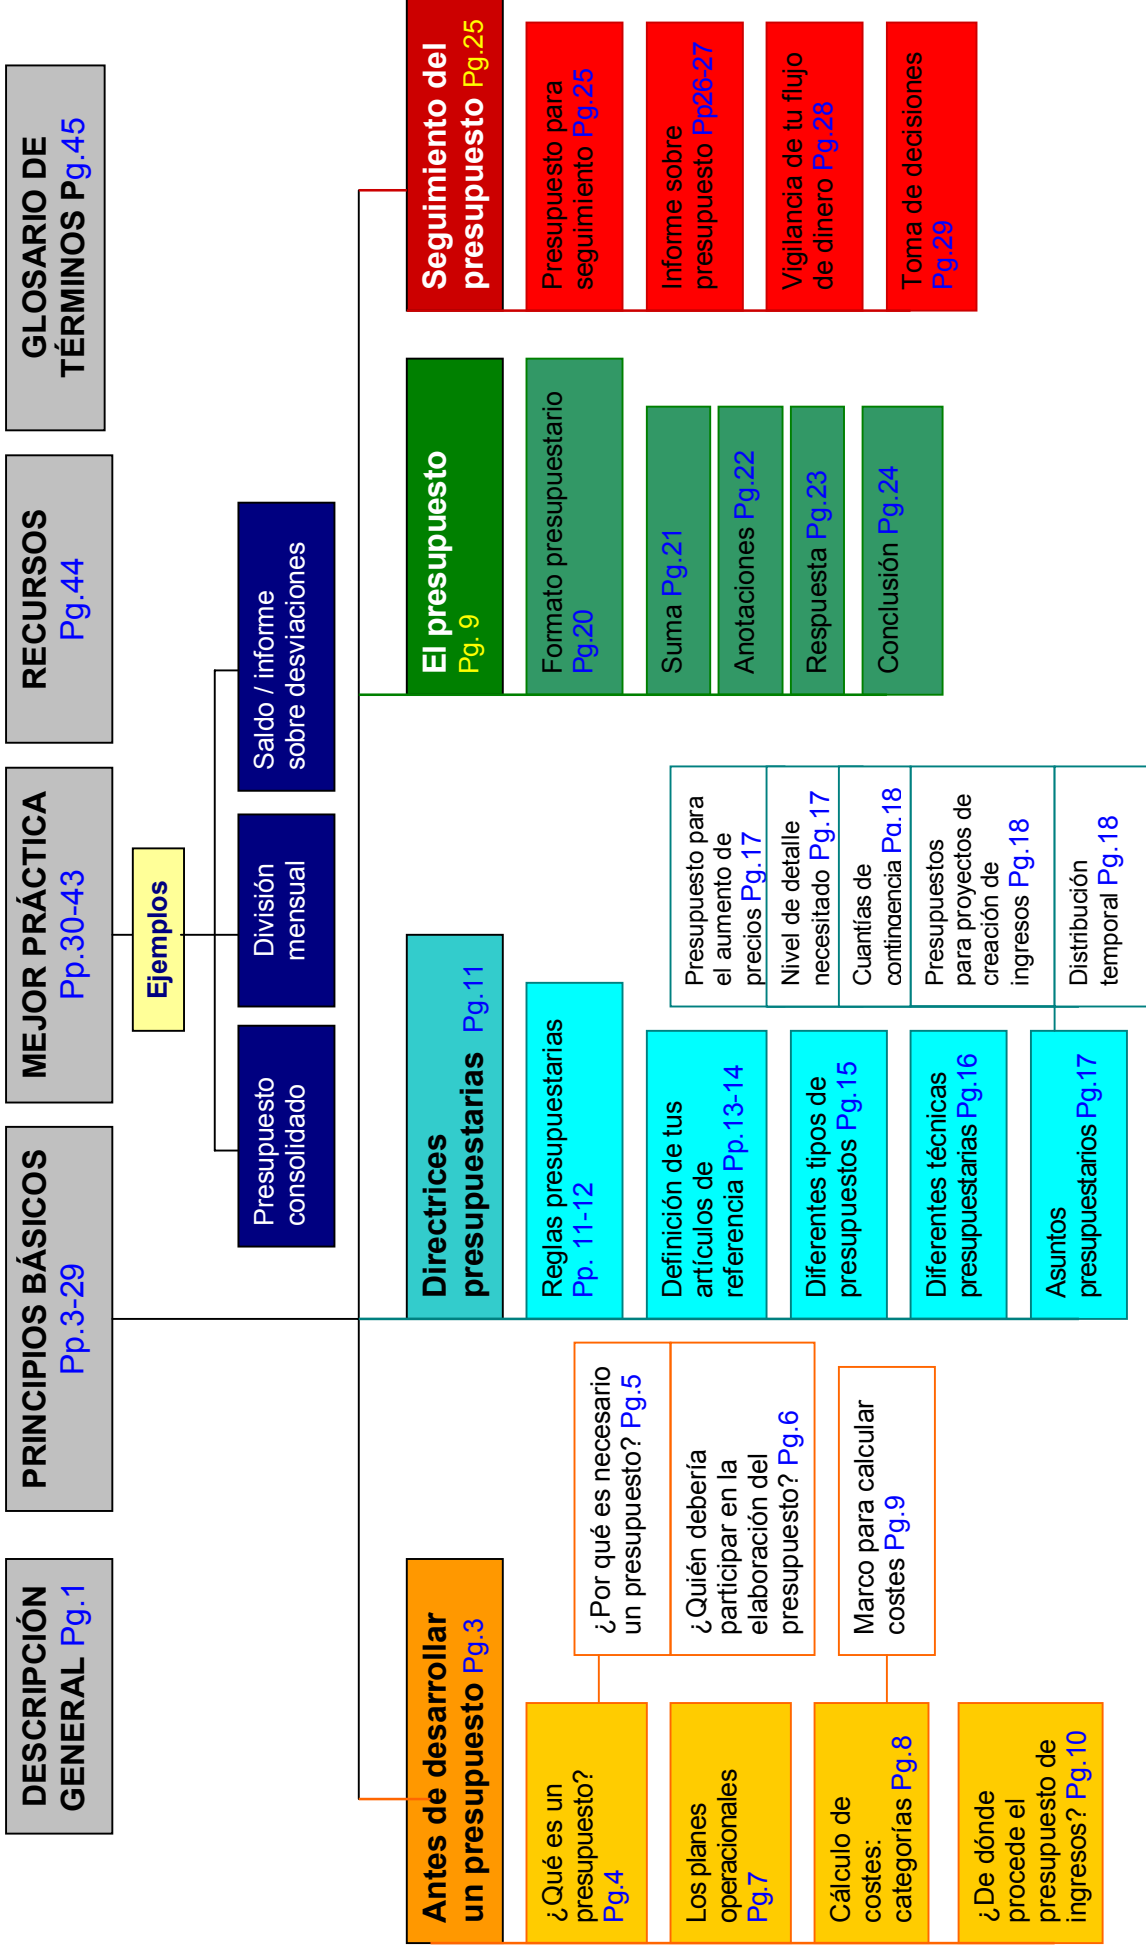 DESCRIPCIÓN
GENERAL Pg.1
PRINCIPIOS BÁSICOS
Pp.3-29
MEJOR PRÁCTICA
Pp.30-43
RECURSOS
Pg.44
GLOSARIO DE
TÉRMINOS Pg.45
Ejemplos
Presupuesto
consolidado
División
mensual
Saldo / informe
sobre desviaciones
Antes de desarrollar
un presupuesto Pg.3
¿Qué es un
presupuesto?
Pg.4
¿Por qué es necesario
un presupuesto? Pg.5
¿Quién debería
participar en la
elaboración del
presupuesto? Pg.6
Los planes
operacionales
Pg.7
Cálculo de
costes:
categorías Pg.8
Marco para calcular
costes Pg.9
¿De dónde
procede el
presupuesto de
ingresos? Pg.10
Directrices
presupuestarias Pg.11
Reglas presupuestarias
Pp. 11-12
Definición de tus
artículos de
referencia Pp.13-14
Diferentes tipos de
presupuestos Pg.15
Diferentes técnicas
presupuestarias Pg.16
Asuntos
presupuestarios Pg.17
Presupuesto para
el aumento de
precios Pg.17
Nivel de detalle
necesitado Pg.17
Cuantías de
contingencia Pg.18
Presupuestos
para proyectos de
creación de
ingresos Pg.18
Distribución
temporal Pg.18
El presupuesto
Pg. 9
Formato presupuestario
Pg.20
Suma Pg.21
Anotaciones Pg.22
Respuesta Pg.23
Conclusión Pg.24
Seguimiento del
presupuesto Pg.25
Presupuesto para
seguimiento Pg.25
Informe sobre
presupuesto Pp26-27
Vigilancia de tu flujo
de dinero Pg.28
Toma de decisiones
Pg.29